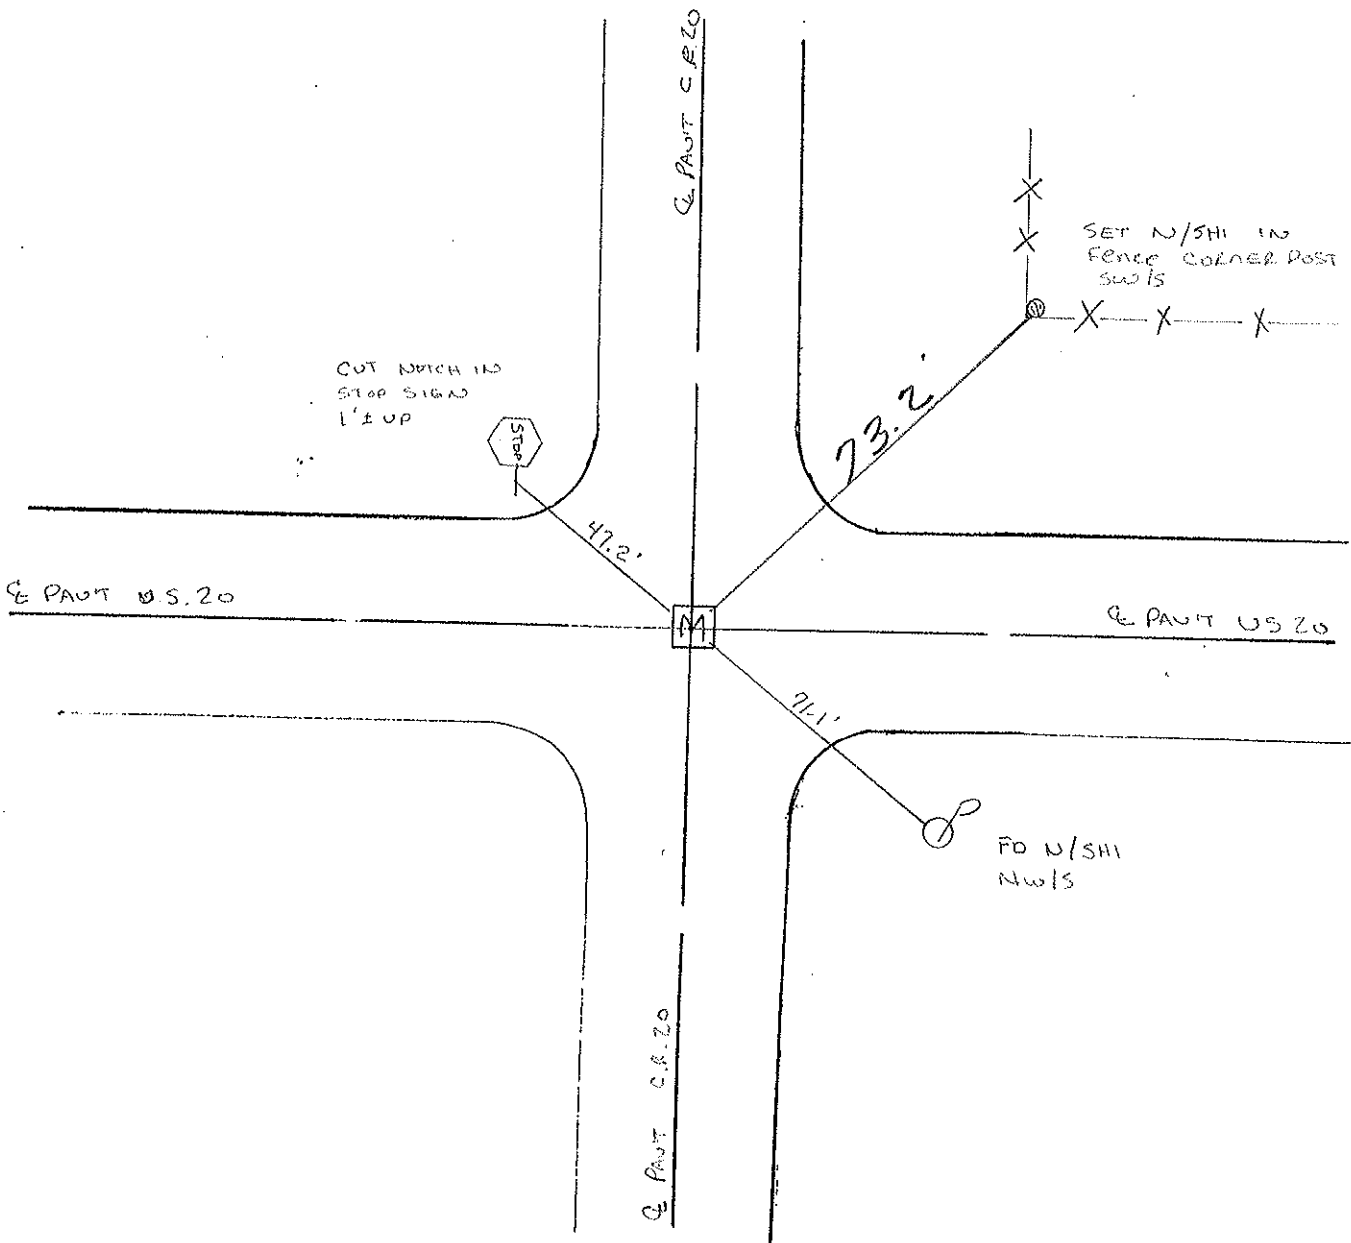 ℄ PAVT C.R.20
SET N/SHI IN
FENCE CORNER POST
SW/S
CUT NOTCH IN
STOP SIGN
1'± UP
STOP
73.2'
47.2'
℄ PAVT U.S.20
M
℄ PAVT US 20
71.1'
FD N/SHI
NW/S
℄ PAVT C.R.20